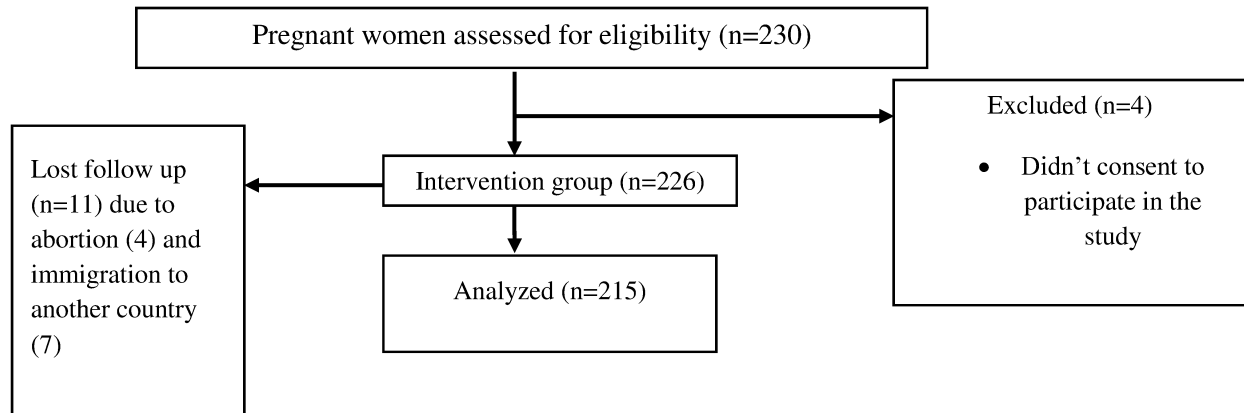 Pregnant women assessed for eligibility (n=230)
Excluded (n=4)
• Didn’t consent to
participate in the
study
Intervention group (n=226)
Lost follow up
(n=11) due to
abortion (4) and
immigration to
another country
(7)
Analyzed (n=215)